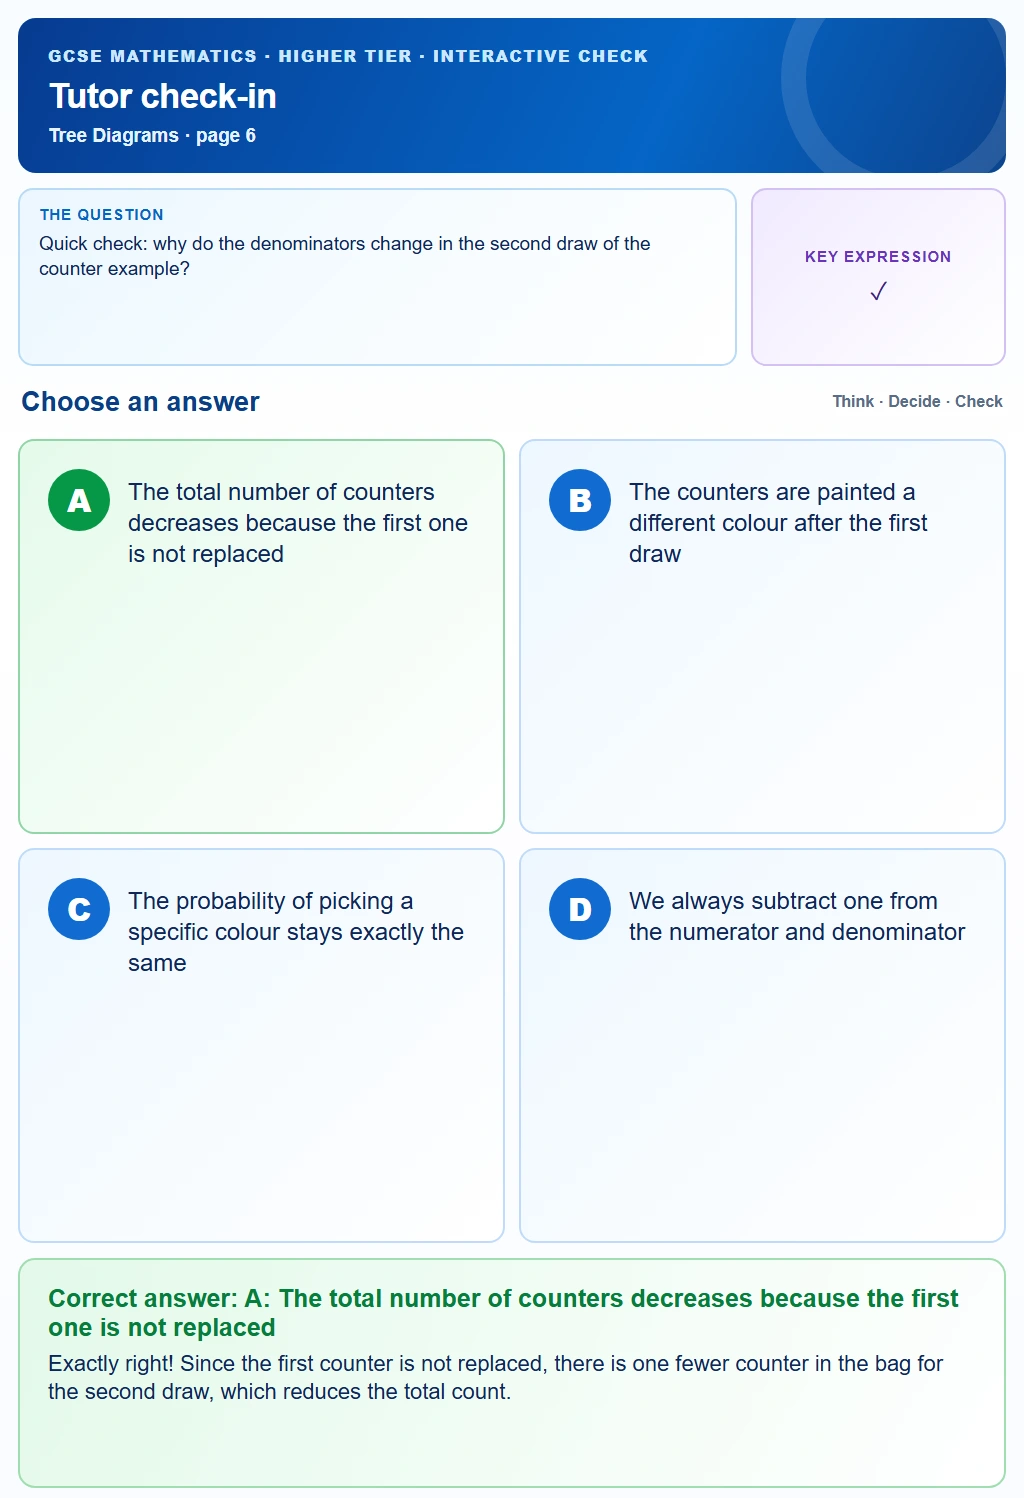 GCSE MATHEMATICS · HIGHER TIER · INTERACTIVE CHECK
Tutor check-in
Tree Diagrams · page 6
THE QUESTION
Quick check: why do the denominators change in the second draw of the
counter example?
KEY EXPRESSION
✓
Choose an answer
Think · Decide · Check
A
The total number of counters
decreases because the first one
is not replaced
B
The counters are painted a
different colour after the first
draw
C
The probability of picking a
specific colour stays exactly the
same
D
We always subtract one from
the numerator and denominator
Correct answer: A: The total number of counters decreases because the first
one is not replaced
Exactly right! Since the first counter is not replaced, there is one fewer counter in the bag for
the second draw, which reduces the total count.